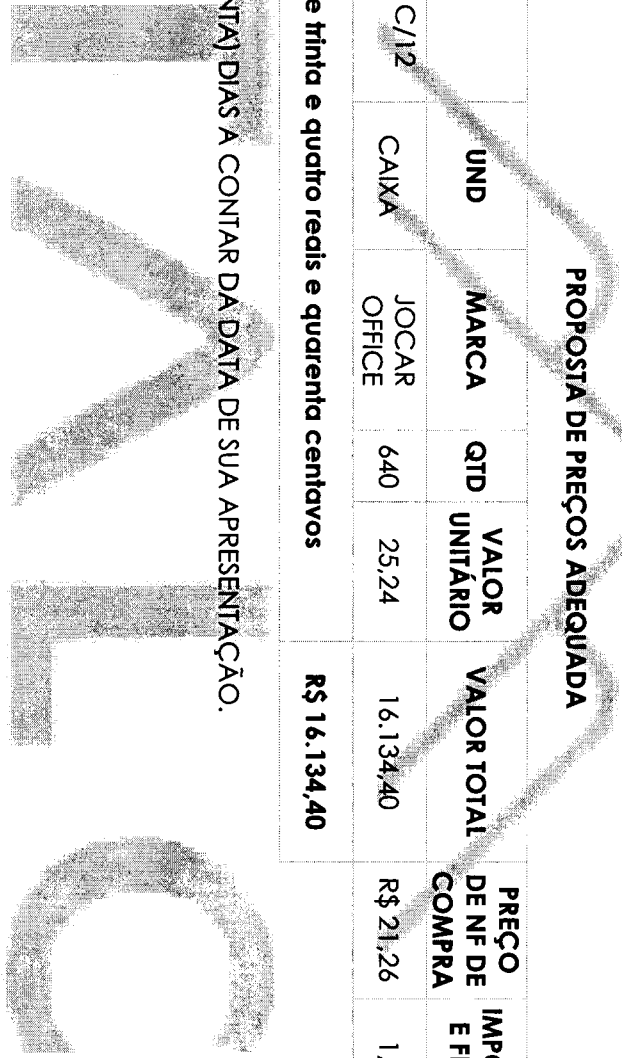 PROPOSTA DE PREÇOS ADEQUADA
UND MARCA QTD VALOR UNITÁRIO VALOR TOTAL PREÇO DE NF DE COMPRA
C/12 CAIXA JOCAR OFFICE 640 25,24 16.134,40 R$ 21,26
e trinta e quatro reais e quarenta centavos R$ 16.134,40
DIAS A CONTAR DA DATA DE SUA APRESENTAÇÃO.